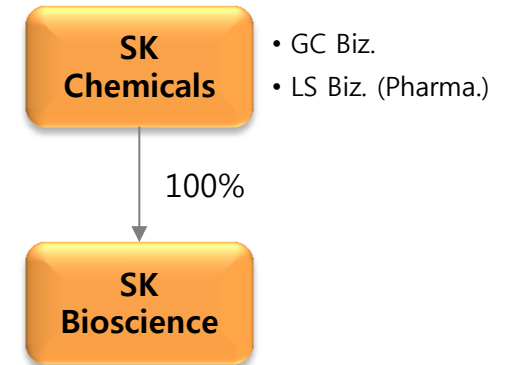 SK
Chemicals
• GC Biz.
• LS Biz. (Pharma.)
100%
SK
Bioscience